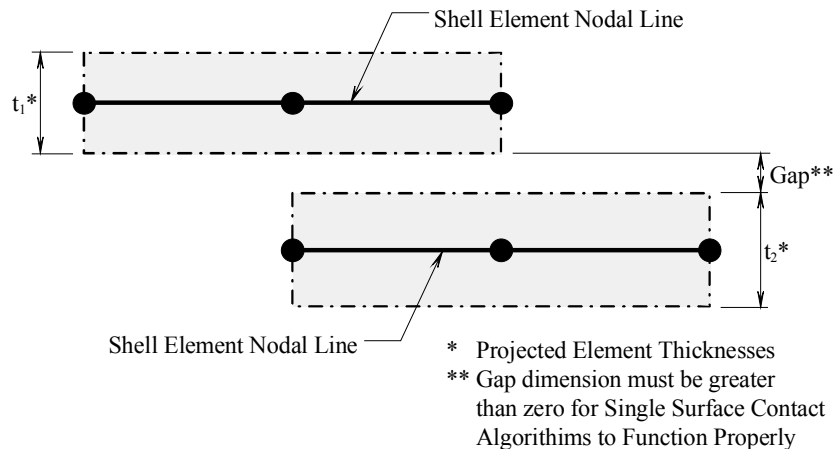 Shell Element Nodal Line
t₁*
Gap**
t₂*
Shell Element Nodal Line
* Projected Element Thicknesses
** Gap dimension must be greater
than zero for Single Surface Contact
Algorithims to Function Properly